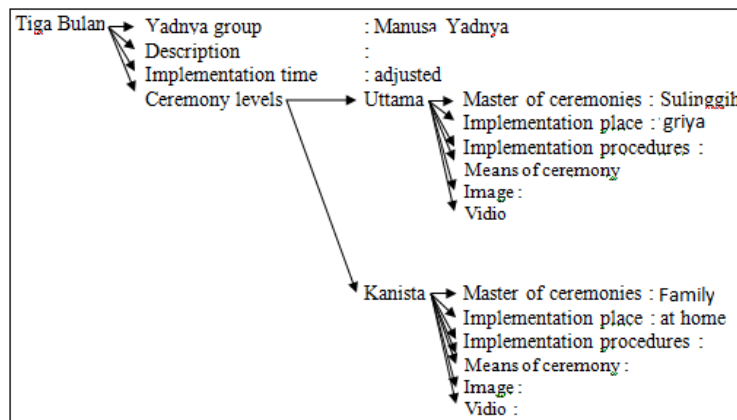 Tiga Bulan Yadnya group : Manusa Yadnya
Description :
Implementation time : adjusted
Ceremony levels Uttama Master of ceremonies : Sulinggih
Implementation place : griya
Implementation procedures :
Means of ceremony
Image :
Vidio
Kanista Master of ceremonies : Family
Implementation place : at home
Implementation procedures :
Means of ceremony :
Image :
Vidio :